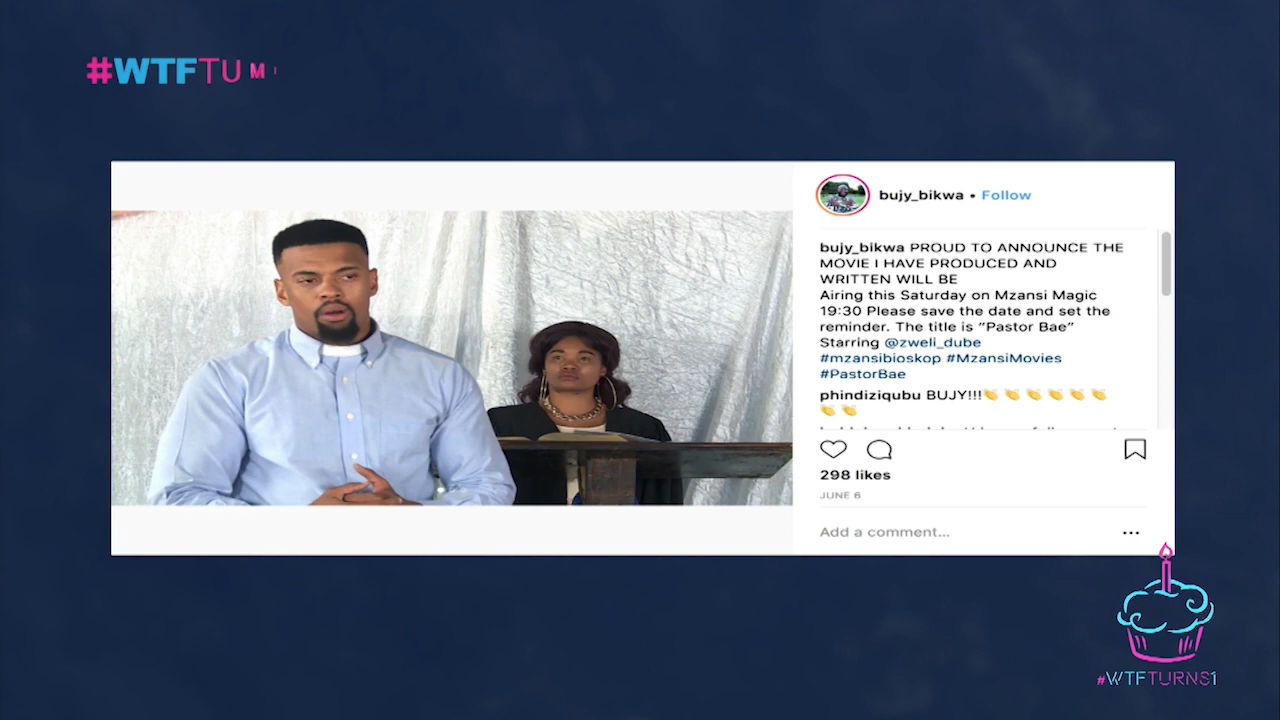 #WTFTUM
bujy_bikwa • Follow
bujy_bikwa PROUD TO ANNOUNCE THE
MOVIE I HAVE PRODUCED AND
WRITTEN WILL BE
Airing this Saturday on Mzansi Magic
19:30 Please save the date and set the
reminder. The title is "Pastor Bae"
Starring @zweli_dube
#mzansibioskop #MzansiMovies
#PastorBae
phindiziqubu BUJY!!!👏👏👏👏👏👏
👏👏
298 likes
JUNE 6
Add a comment...
#WTFTURNS1